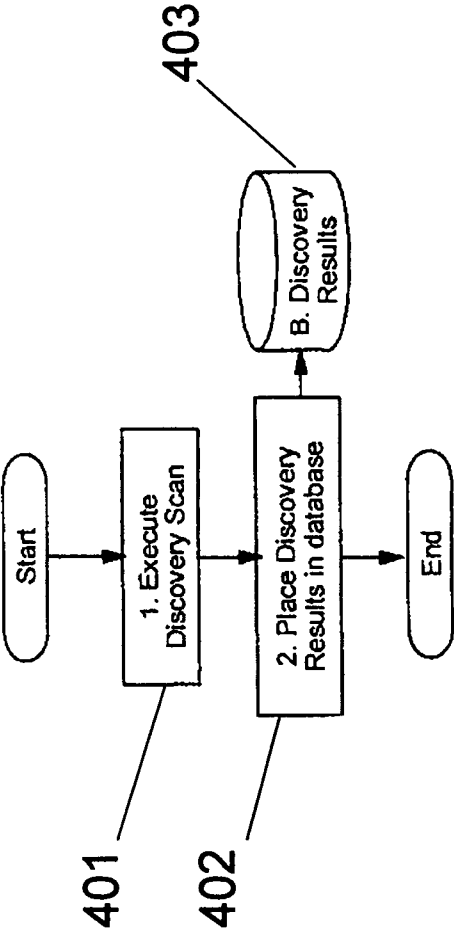 Start
401
1. Execute
Discovery Scan
402
2. Place Discovery
Results in database
B. Discovery
Results
403
End